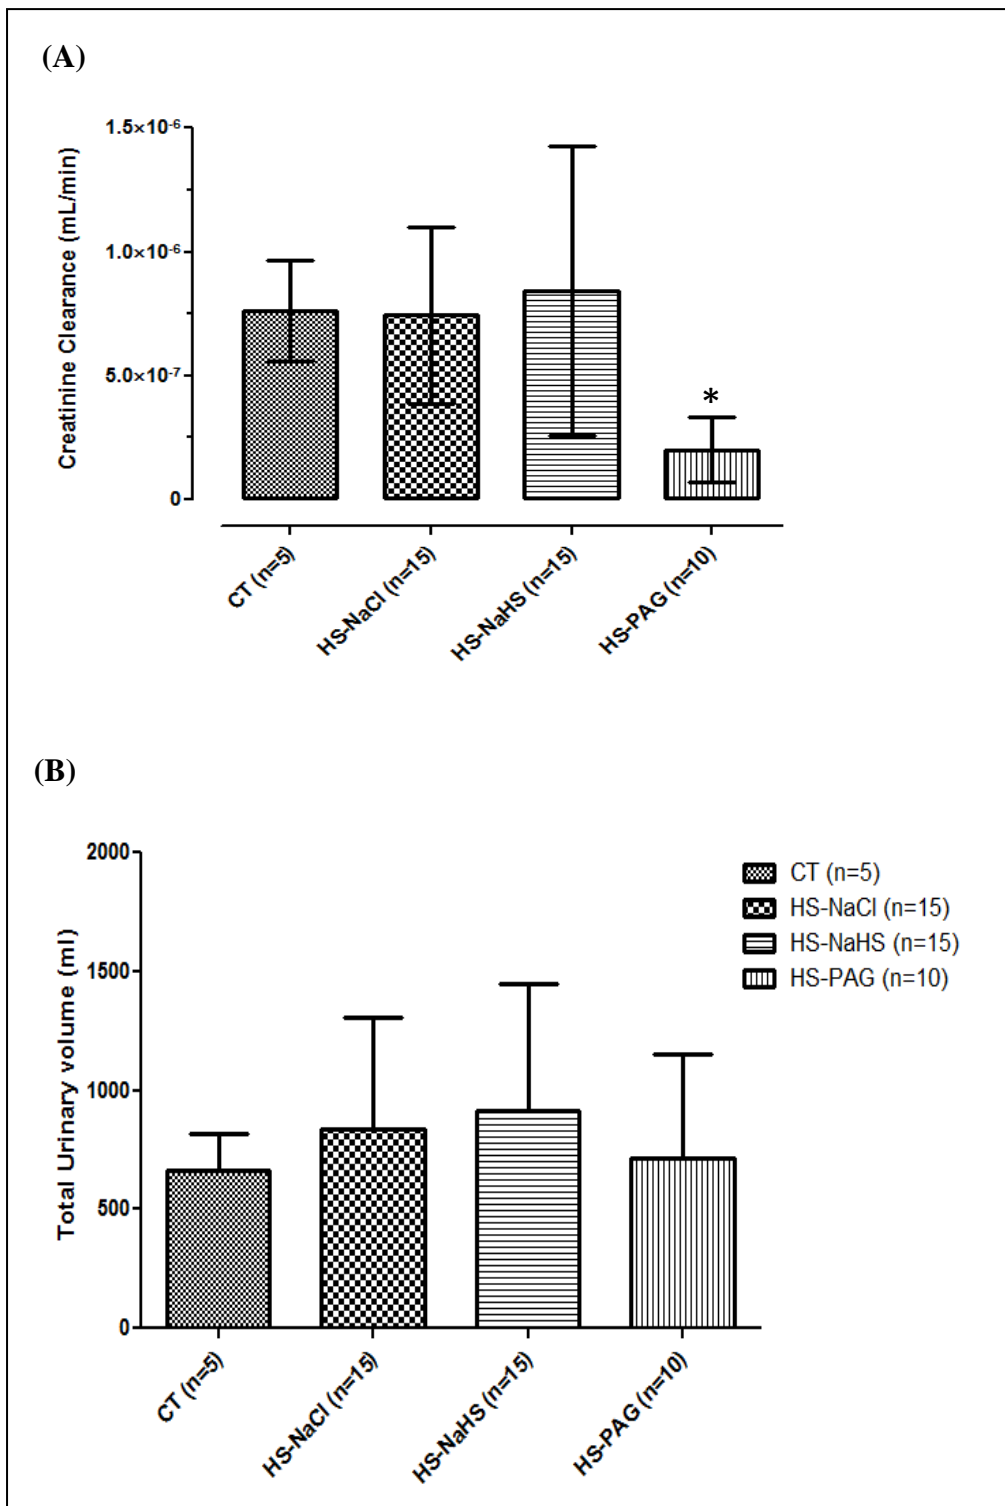 (A)
Creatinine Clearance (mL/min)
1.5×10⁻⁶
1.0×10⁻⁶
5.0×10⁻⁷
0
*
CT (n=5)
HS-NaCl (n=15)
HS-NaHS (n=15)
HS-PAG (n=10)
(B)
Total Urinary volume (ml)
2000
1500
1000
500
0
CT (n=5)
HS-NaCl (n=15)
HS-NaHS (n=15)
HS-PAG (n=10)
CT (n=5)
HS-NaCl (n=15)
HS-NaHS (n=15)
HS-PAG (n=10)